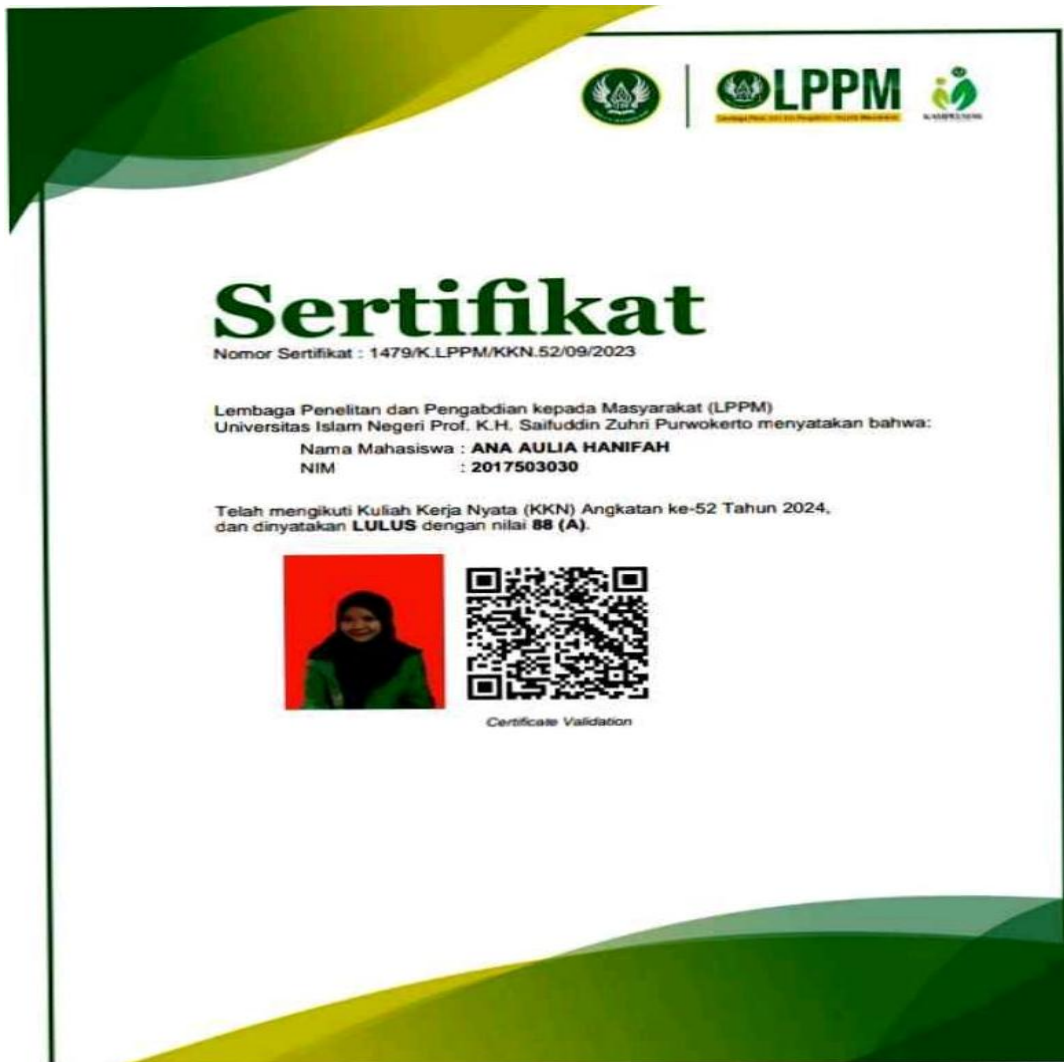 LPPM
Sertifikat
Nomor Sertifikat : 1479/K.LPPM/KKN.52/09/2023
Lembaga Penelitan dan Pengabdian kepada Masyarakat (LPPM)
Universitas Islam Negeri Prof. K.H. Saifuddin Zuhri Purwokerto menyatakan bahwa:
Nama Mahasiswa : ANA AULIA HANIFAH
NIM : 2017503030
Telah mengikuti Kuliah Kerja Nyata (KKN) Angkatan ke-52 Tahun 2024,
dan dinyatakan LULUS dengan nilai 88 (A).
Certificate Validation